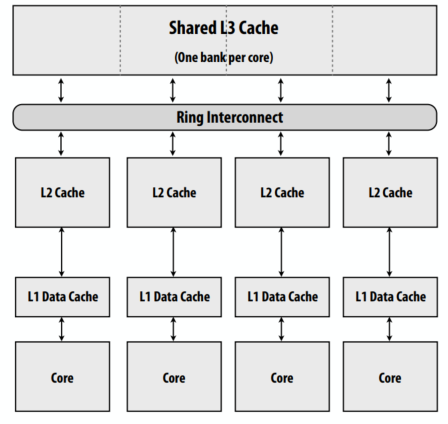 Shared L3 Cache
(One bank per core)
Ring Interconnect
L2 Cache L2 Cache L2 Cache L2 Cache
L1 Data Cache L1 Data Cache L1 Data Cache L1 Data Cache
Core Core Core Core